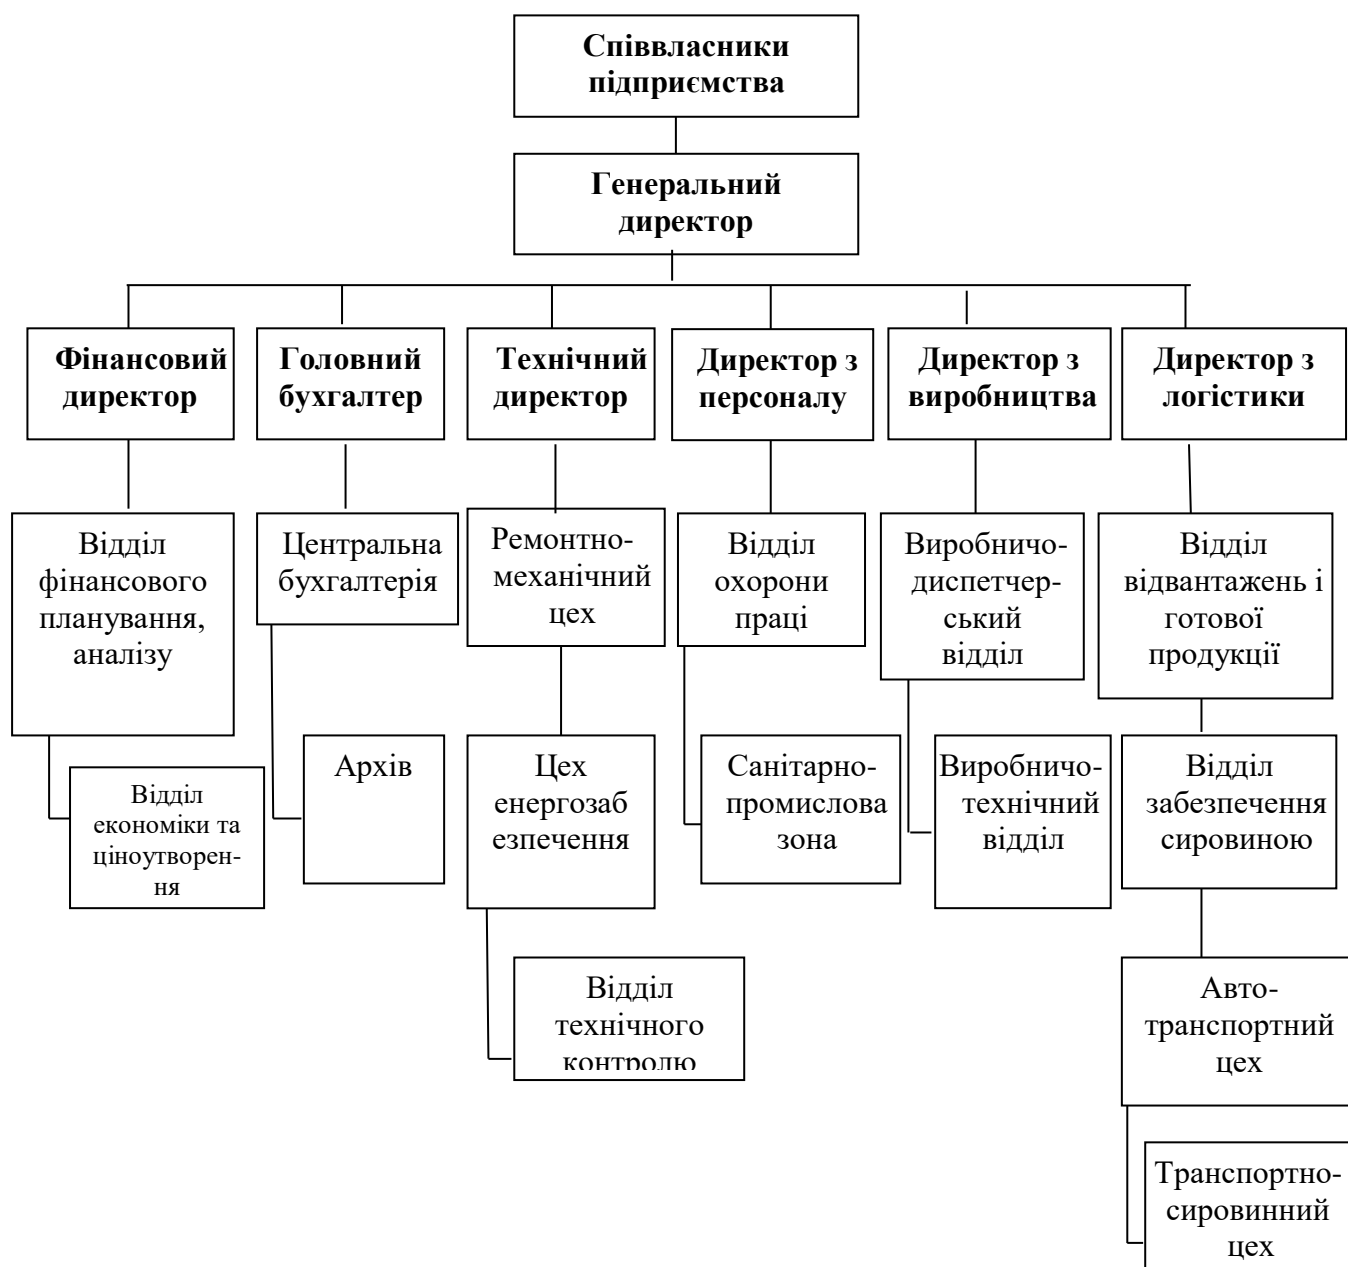 Співвласники
підприємства
Генеральний
директор
Фінансовий
директор
Головний
бухгалтер
Технічний
директор
Директор з
персоналу
Директор з
виробництва
Директор з
логістики
Відділ
фінансового
планування,
аналізу
Центральна
бухгалтерія
Ремонтно-
механічний
цех
Відділ
охорони
праці
Виробничо-
диспетчер-
ський
відділ
Відділ
відвантажень і
готової
продукції
Відділ
економіки та
ціноутворен-
ня
Архів
Цех
енергозаб
езпечення
Санітарно-
промислова
зона
Виробничо-
технічний
відділ
Відділ
забезпечення
сировиною
Відділ
технічного
контролю
Авто-
транспортний
цех
Транспортно-
сировинний
цех